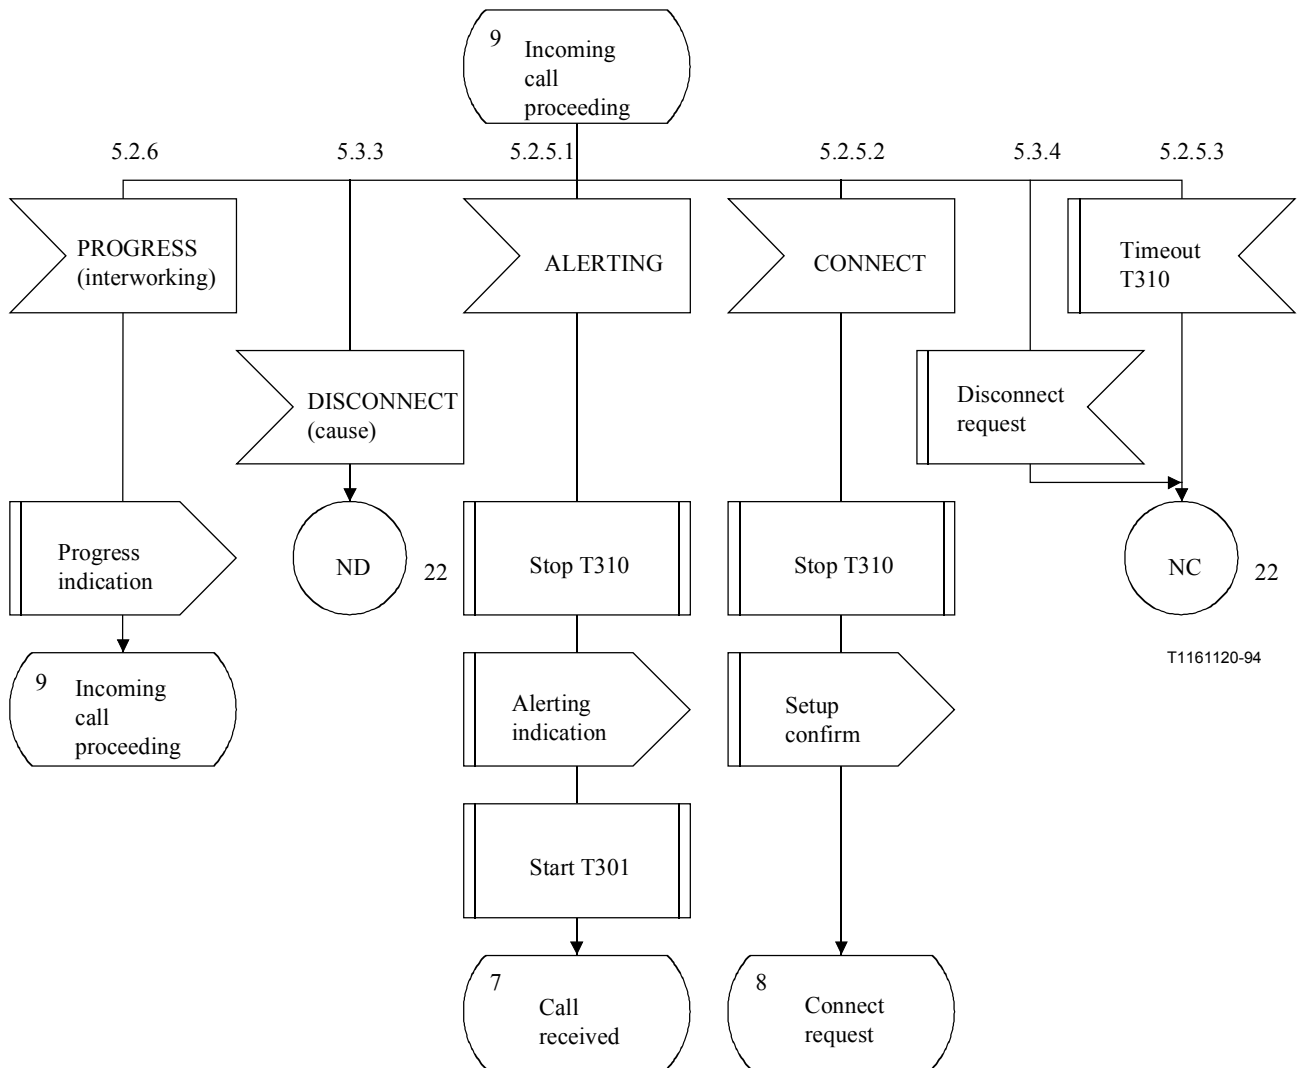 9
Incoming
call
proceeding
5.2.6
5.3.3
5.2.5.1
5.2.5.2
5.3.4
5.2.5.3
PROGRESS
(interworking)
ALERTING
CONNECT
Timeout
T310
DISCONNECT
(cause)
Disconnect
request
Progress
indication
ND
22
Stop T310
Stop T310
NC
22
T1161120-94
9
Incoming
call
proceeding
Alerting
indication
Setup
confirm
Start T301
7
Call
received
8
Connect
request